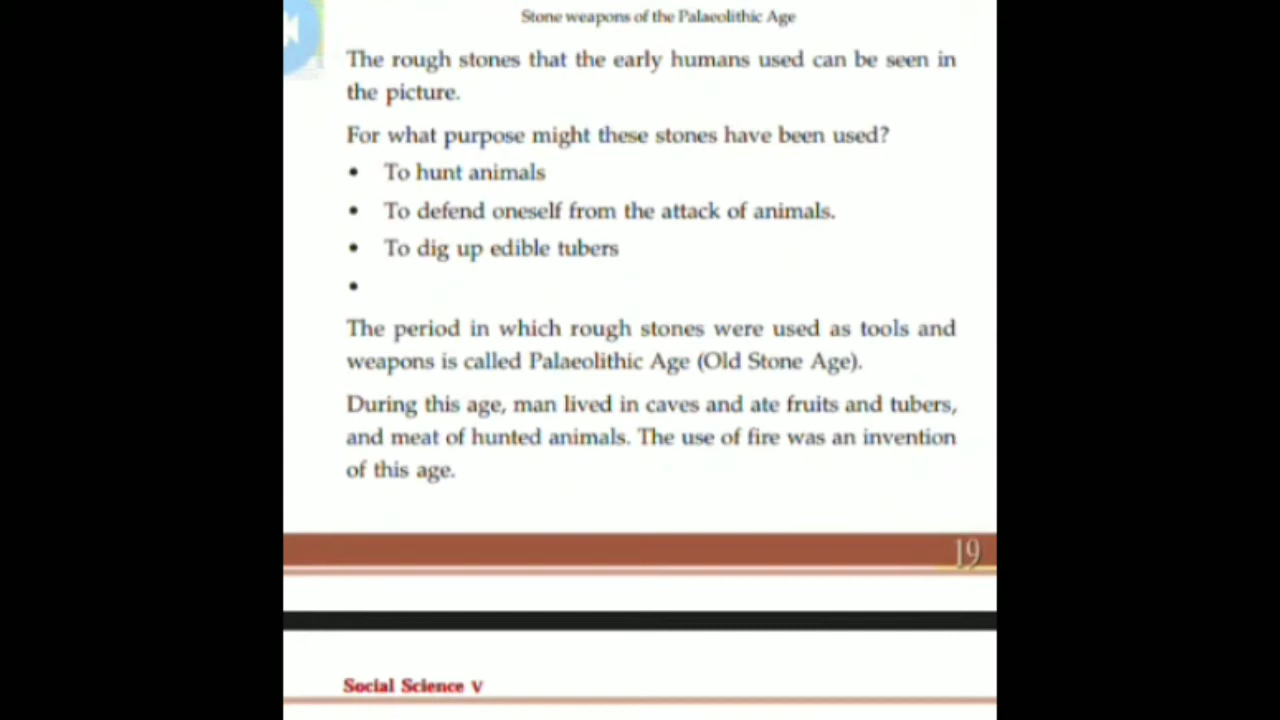 Stone weapons of the Palaeolithic Age
The rough stones that the early humans used can be seen in
the picture.
For what purpose might these stones have been used?
• To hunt animals
• To defend oneself from the attack of animals.
• To dig up edible tubers
•
The period in which rough stones were used as tools and
weapons is called Palaeolithic Age (Old Stone Age).
During this age, man lived in caves and ate fruits and tubers,
and meat of hunted animals. The use of fire was an invention
of this age.
19
Social Science V